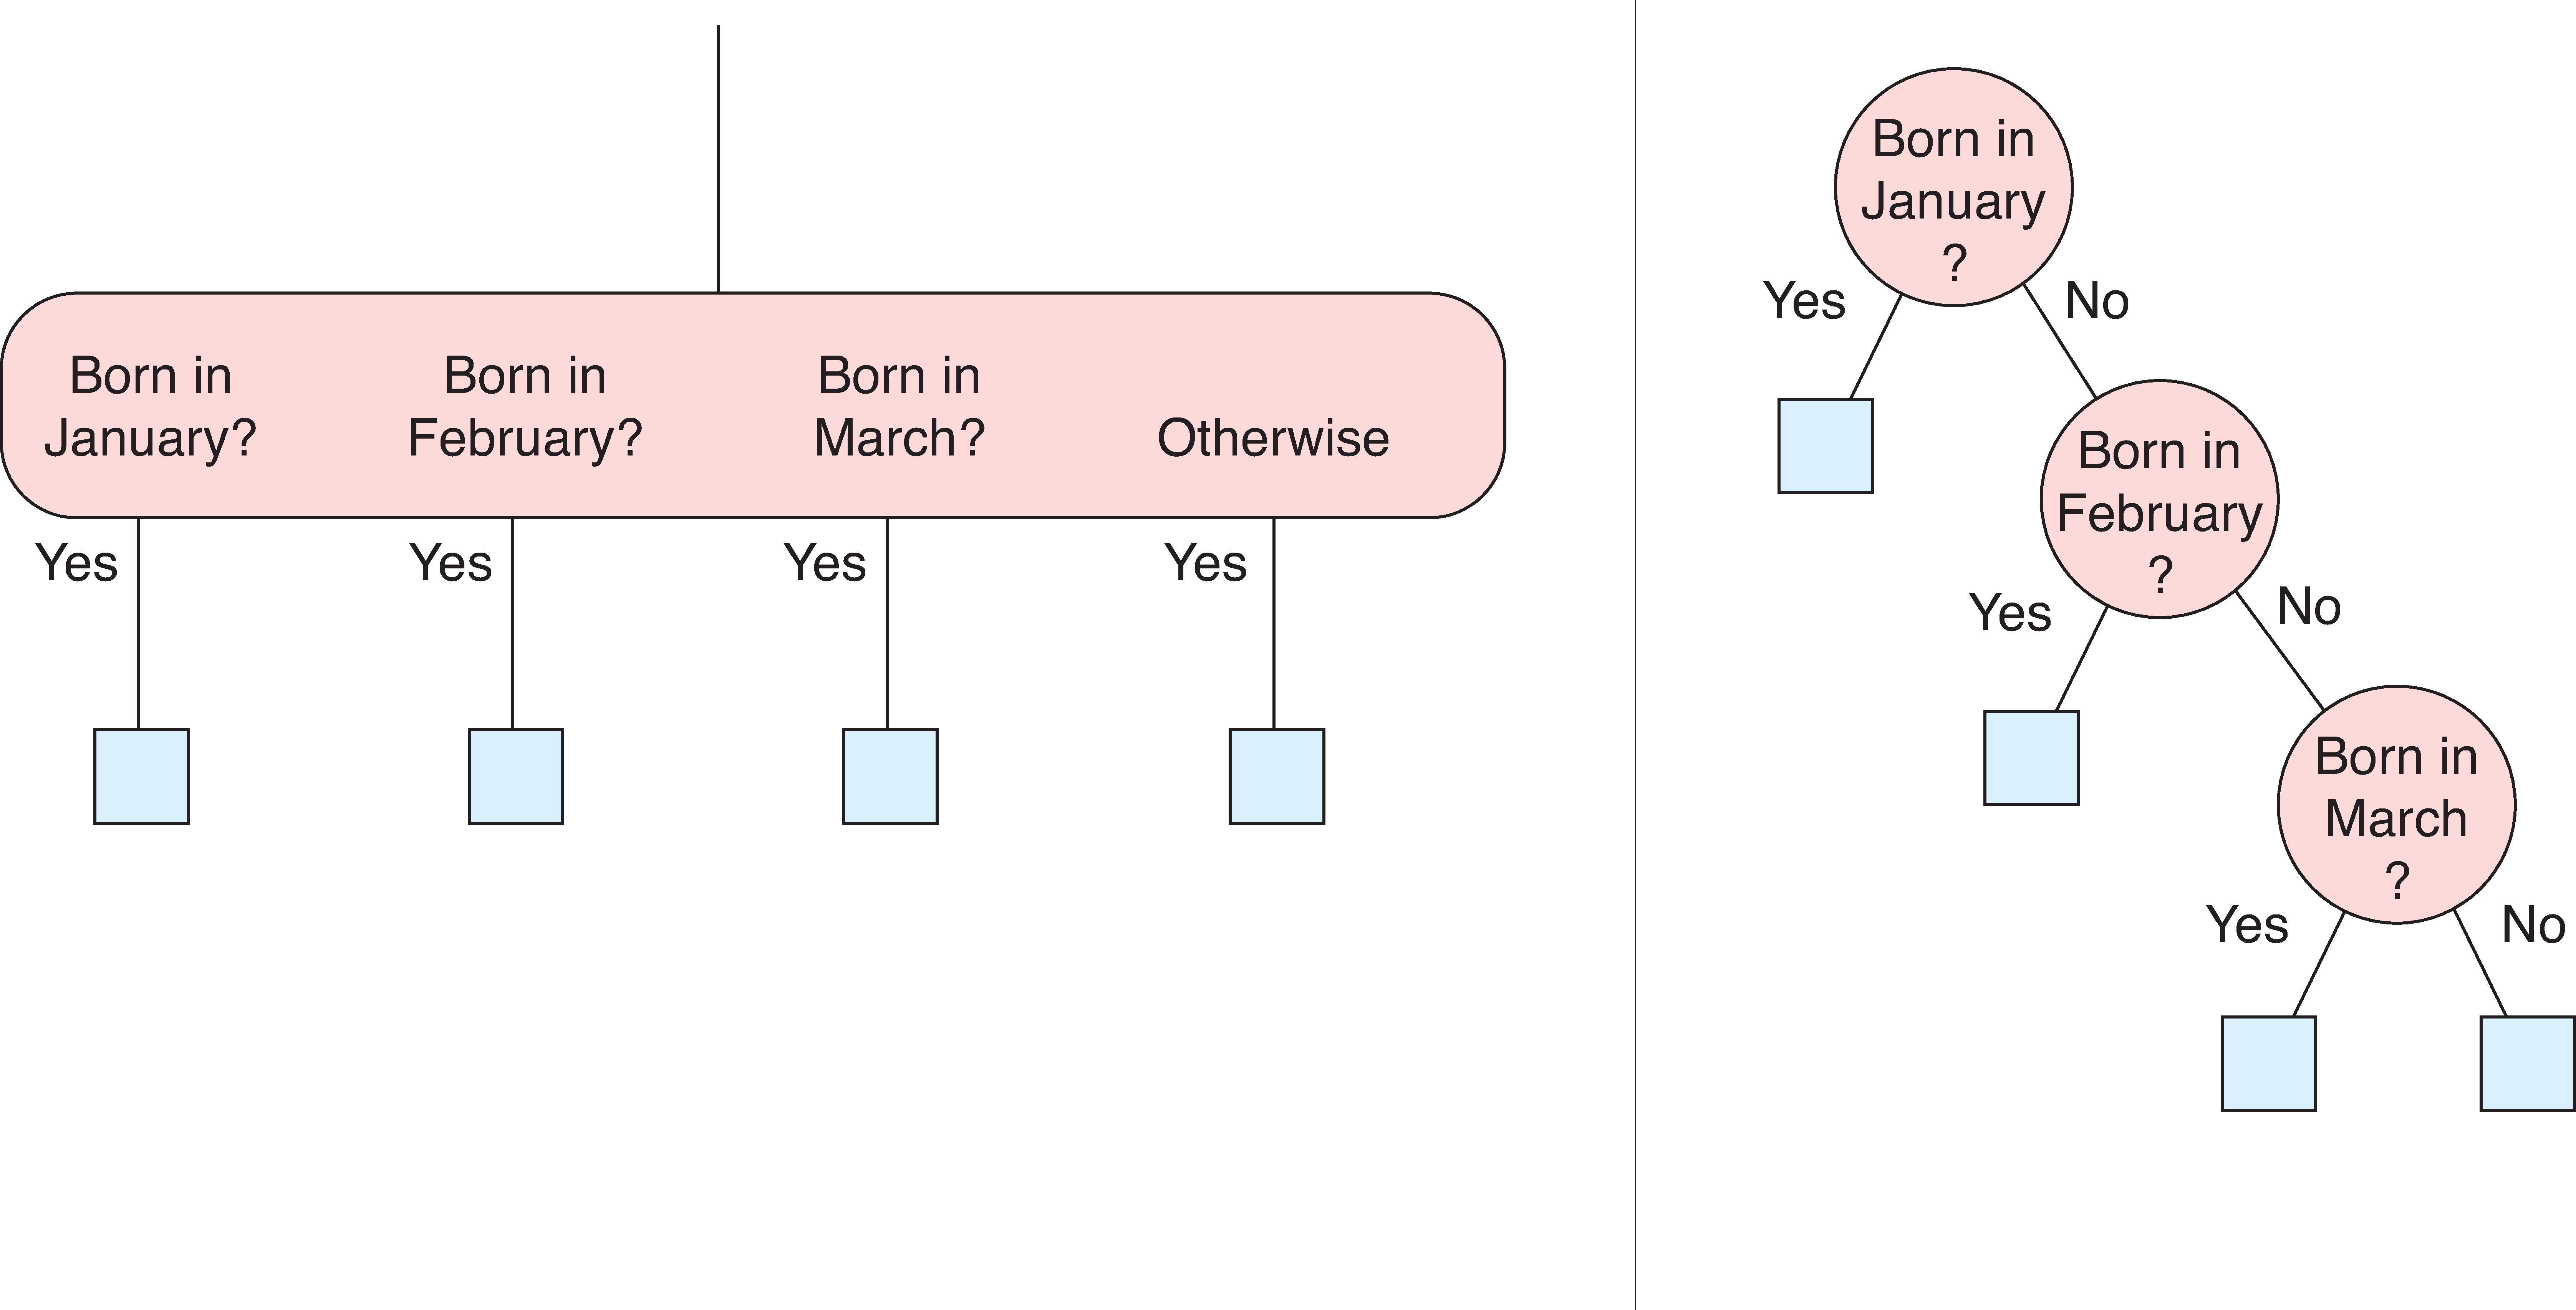 Born in
January?
Born in
February?
Born in
March?
Otherwise
Yes
Yes
Yes
Yes
Born in
January
?
Yes
No
Born in
February
?
Yes
No
Born in
March
?
Yes
No